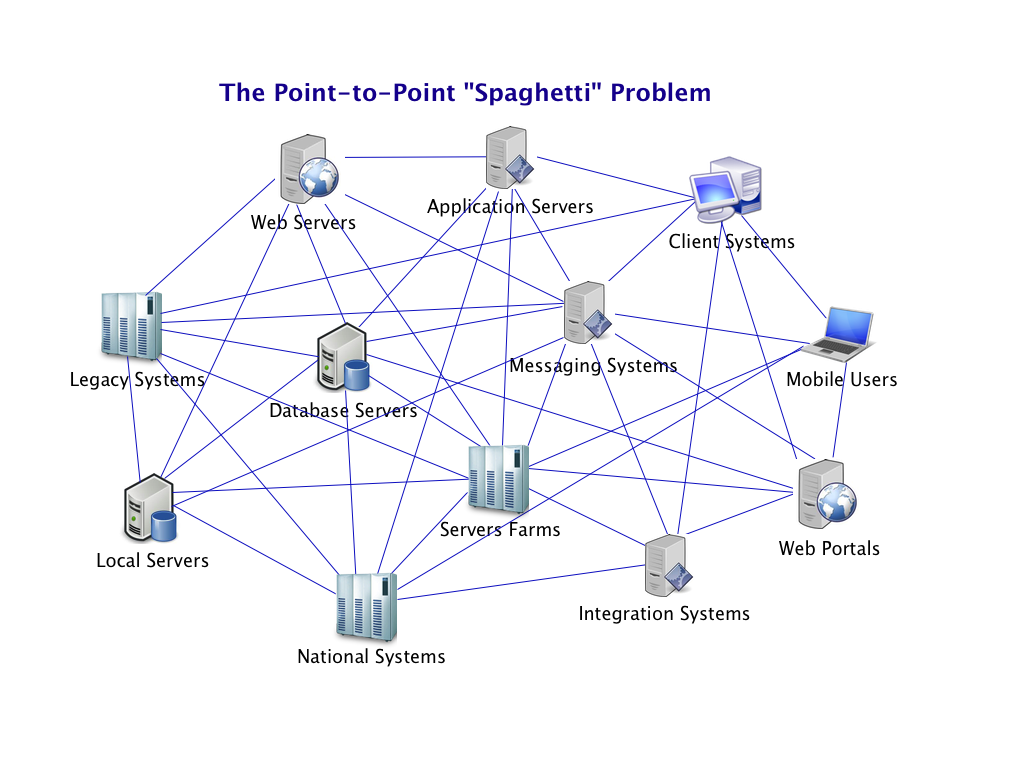 The Point-to-Point "Spaghetti" Problem
Web Servers
Application Servers
Client Systems
Legacy Systems
Database Servers
Messaging Systems
Mobile Users
Local Servers
Servers Farms
Web Portals
National Systems
Integration Systems